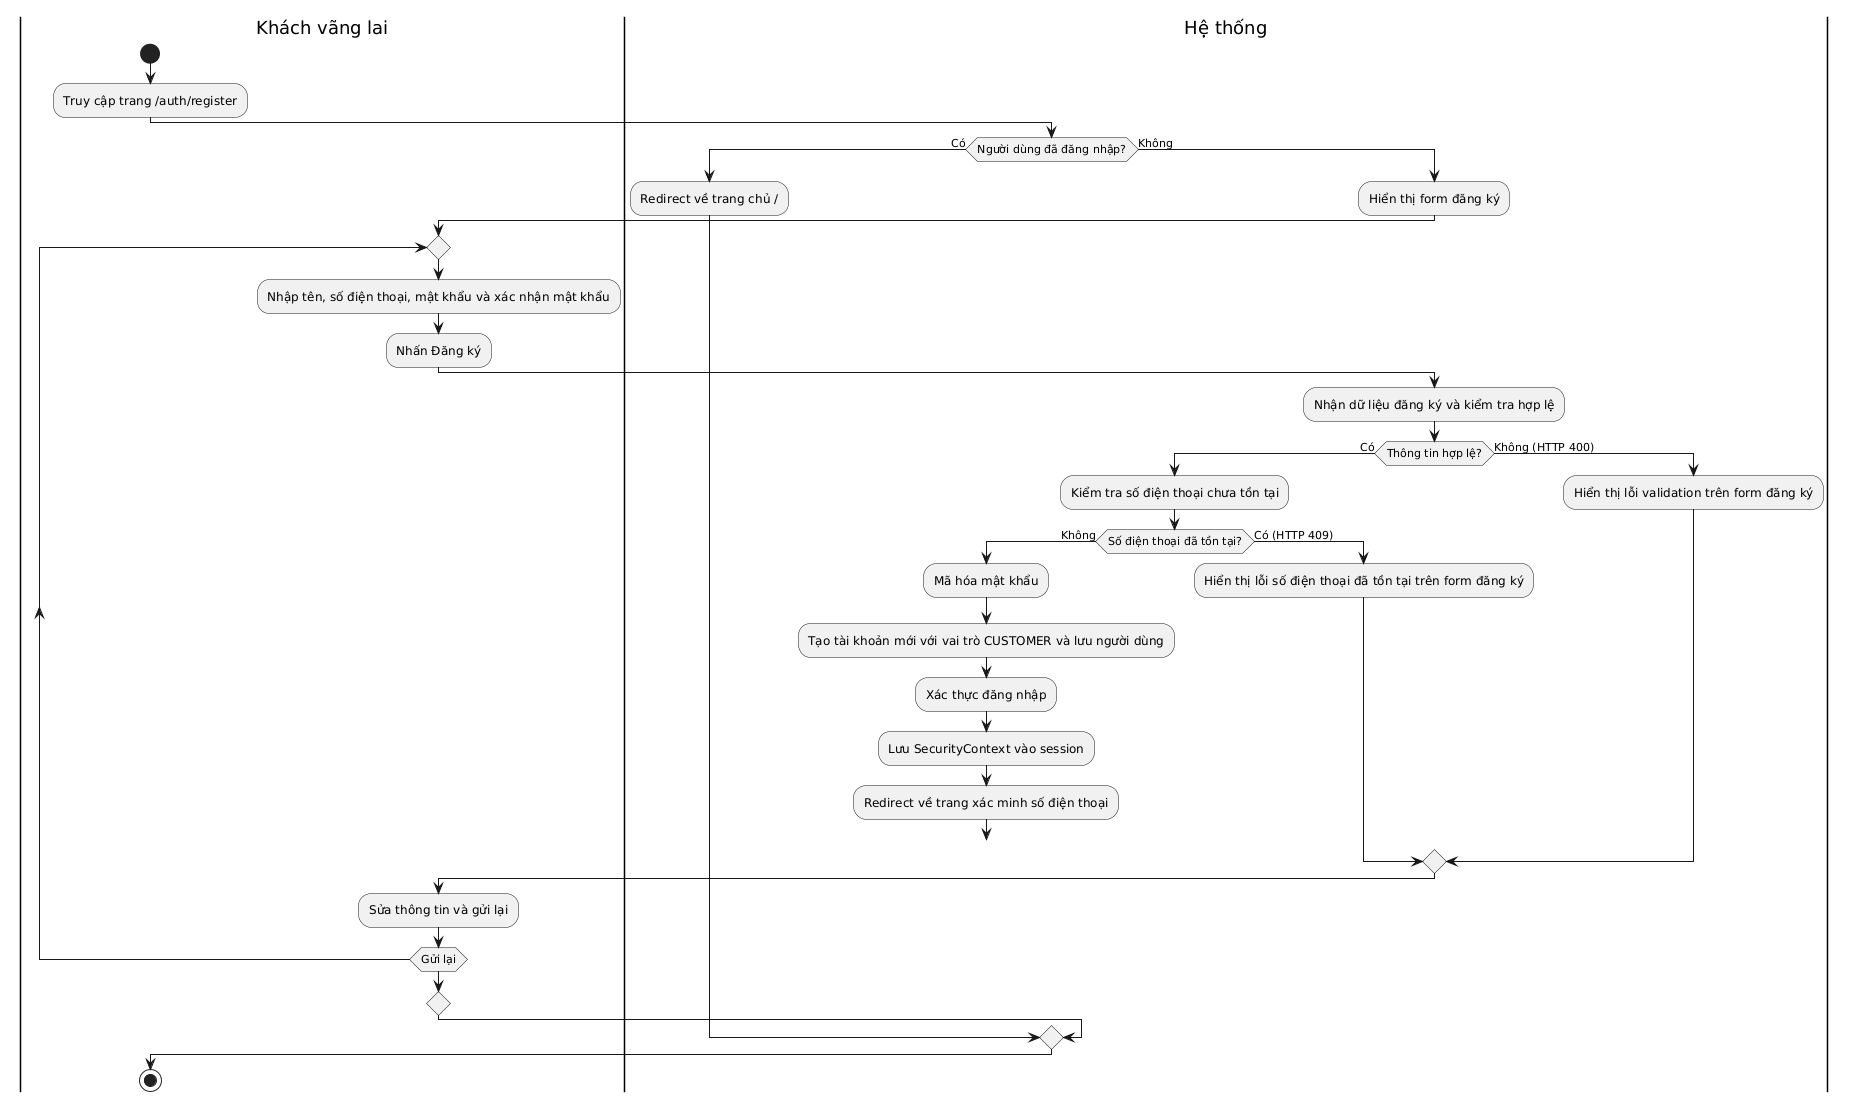 Khách vãng lai
Hệ thống
Truy cập trang /auth/register
Có
Người dùng đã đăng nhập?
Không
Redirect về trang chủ /
Hiển thị form đăng ký
Nhập tên, số điện thoại, mật khẩu và xác nhận mật khẩu
Nhấn Đăng ký
Nhận dữ liệu đăng ký và kiểm tra hợp lệ
Có
Thông tin hợp lệ?
Không (HTTP 400)
Kiểm tra số điện thoại chưa tồn tại
Hiển thị lỗi validation trên form đăng ký
Không
Số điện thoại đã tồn tại?
Có (HTTP 409)
Mã hóa mật khẩu
Hiển thị lỗi số điện thoại đã tồn tại trên form đăng ký
Tạo tài khoản mới với vai trò CUSTOMER và lưu người dùng
Xác thực đăng nhập
Lưu SecurityContext vào session
Redirect về trang xác minh số điện thoại
Sửa thông tin và gửi lại
Gửi lại